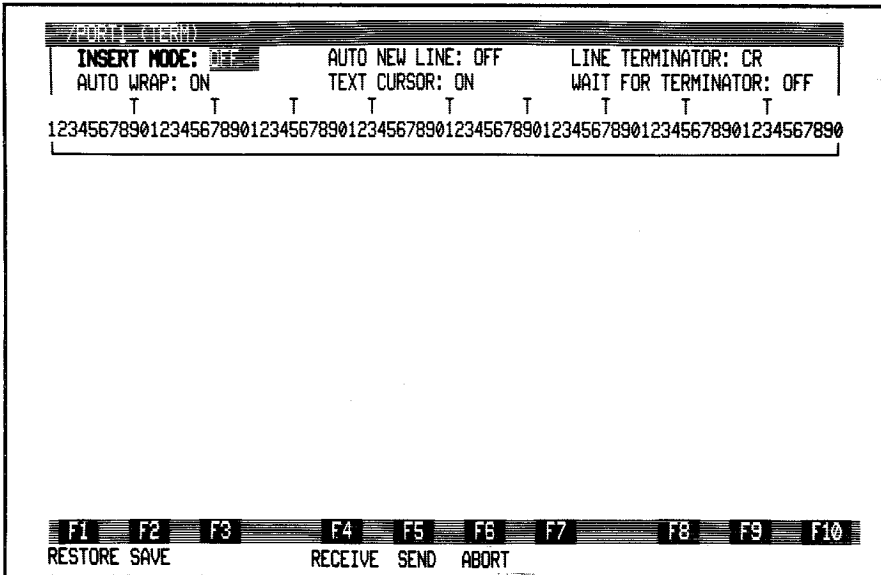 /PORT1 (TERM)
INSERT MODE: OFF AUTO NEW LINE: OFF LINE TERMINATOR: CR
AUTO WRAP: ON TEXT CURSOR: ON WAIT FOR TERMINATOR: OFF
T T T T T T T T T
12345678901234567890123456789012345678901234567890123456789012345678901234567890
F1 F2 F3 F4 F5 F6 F7 F8 F9 F10
RESTORE SAVE RECEIVE SEND ABORT